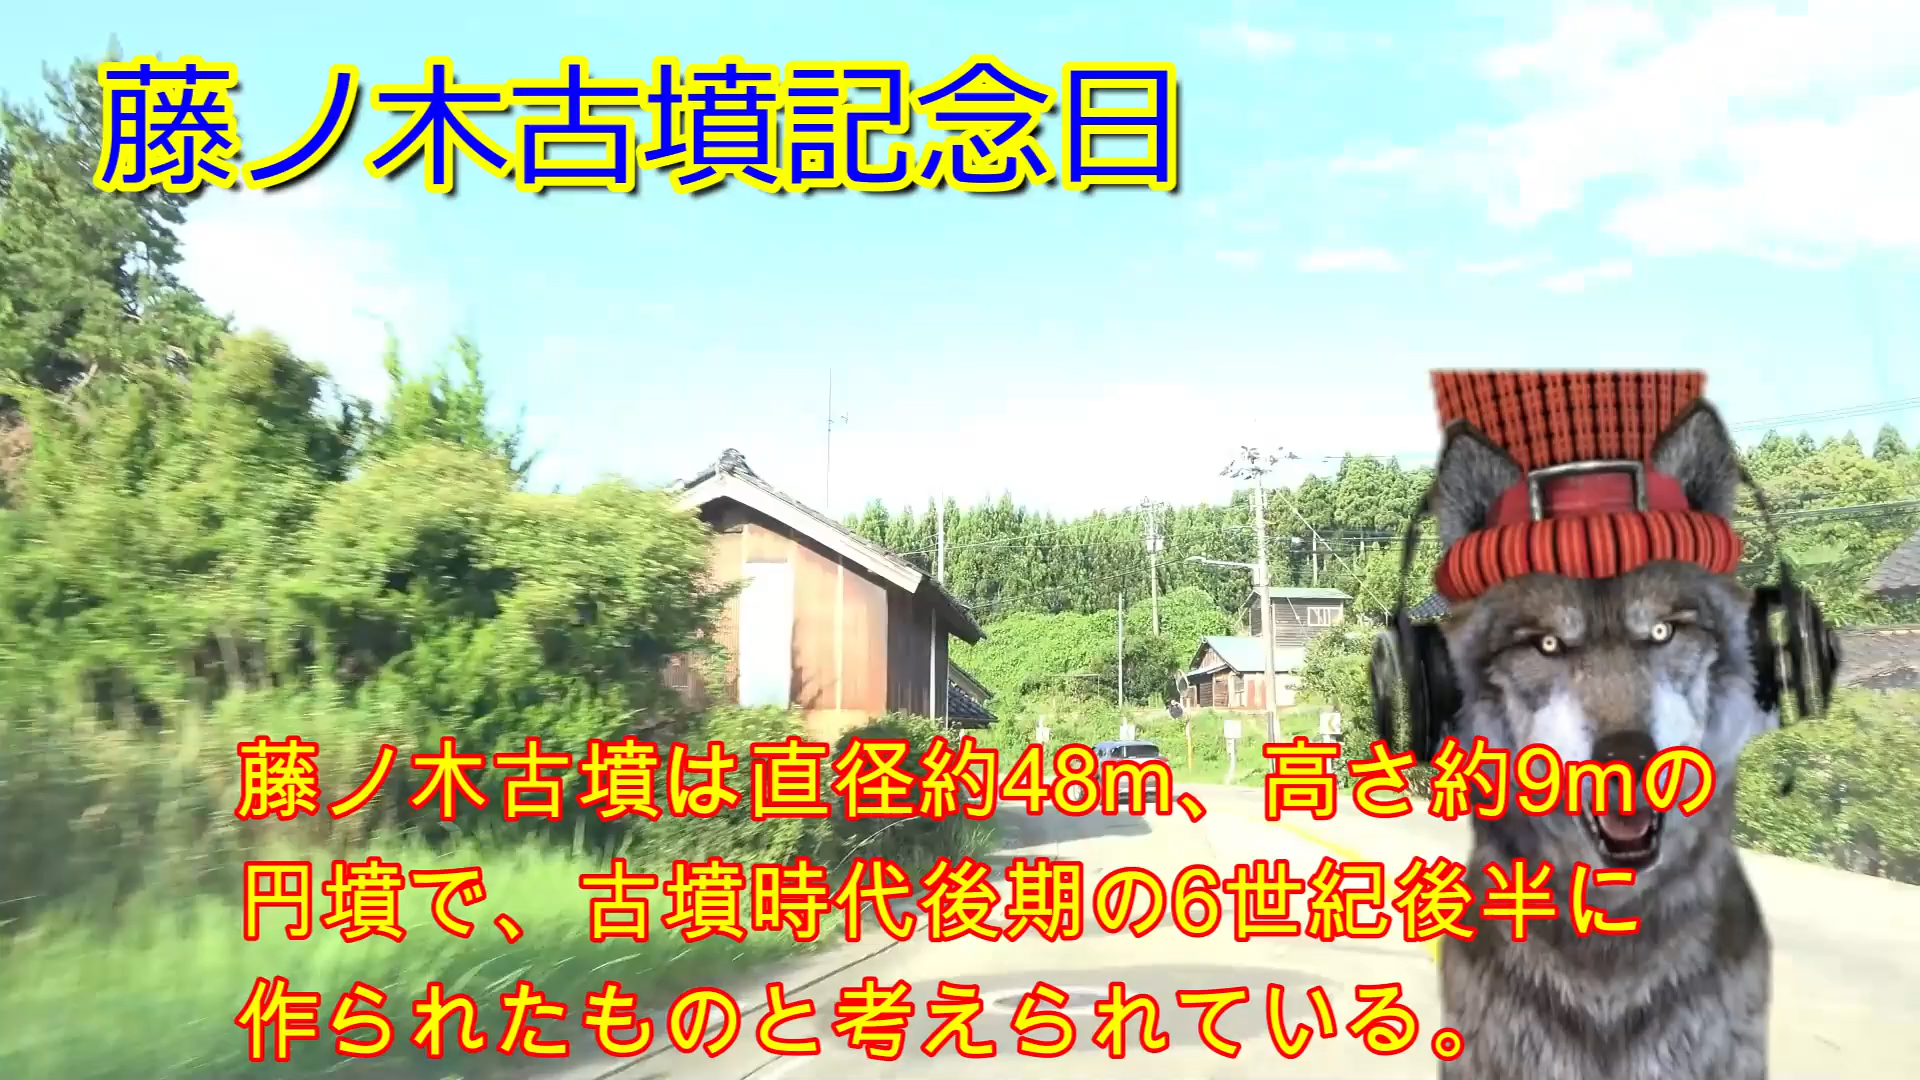 藤ノ木古墳記念日
藤ノ木古墳は直径約48m、高さ約9mの
円墳で、古墳時代後期の6世紀後半に
作られたものと考えられている。